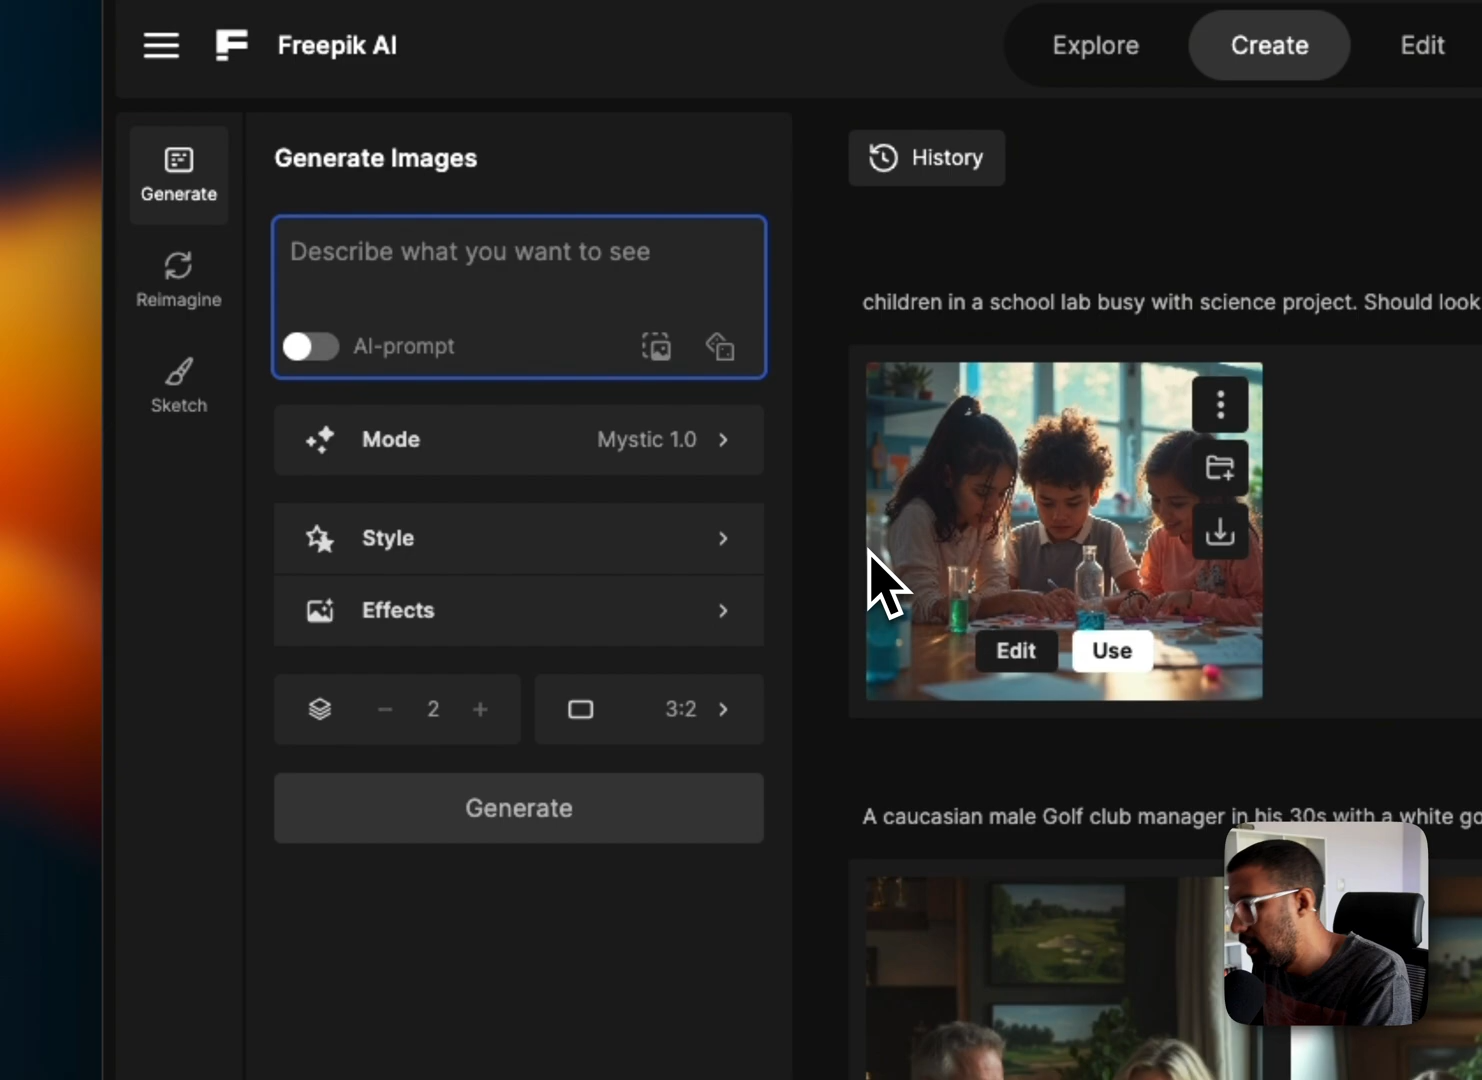 Freepik AI
Explore
Create
Edit
Generate
Reimagine
Sketch
Generate Images
Describe what you want to see
AI-prompt
Mode
Mystic 1.0
Style
Effects
2
3:2
Generate
History
children in a school lab busy with science project. Should look
Edit
Use
A caucasian male Golf club manager in his 30s with a white